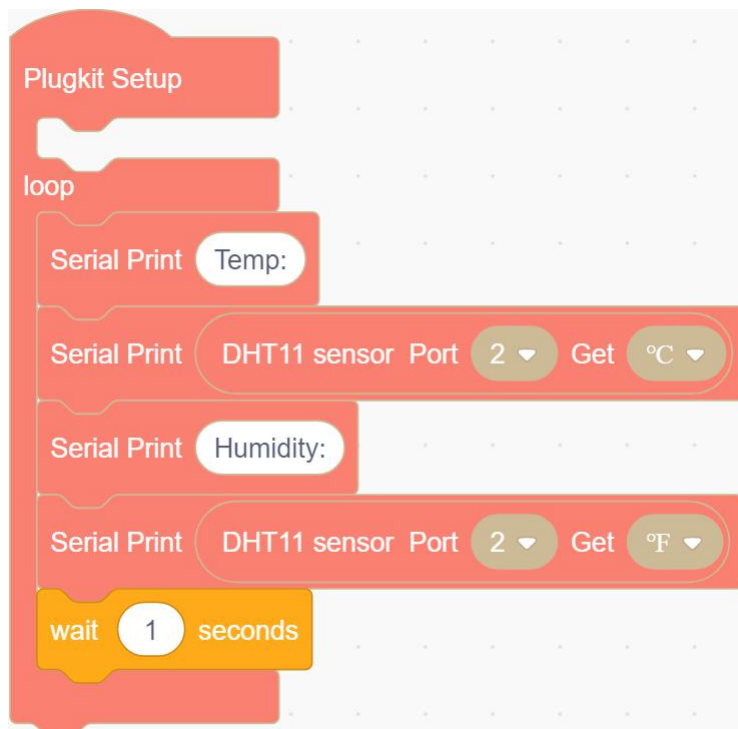 Plugkit Setup
loop
Serial Print Temp:
Serial Print DHT11 sensor Port 2 Get °C
Serial Print Humidity:
Serial Print DHT11 sensor Port 2 Get °F
wait 1 seconds